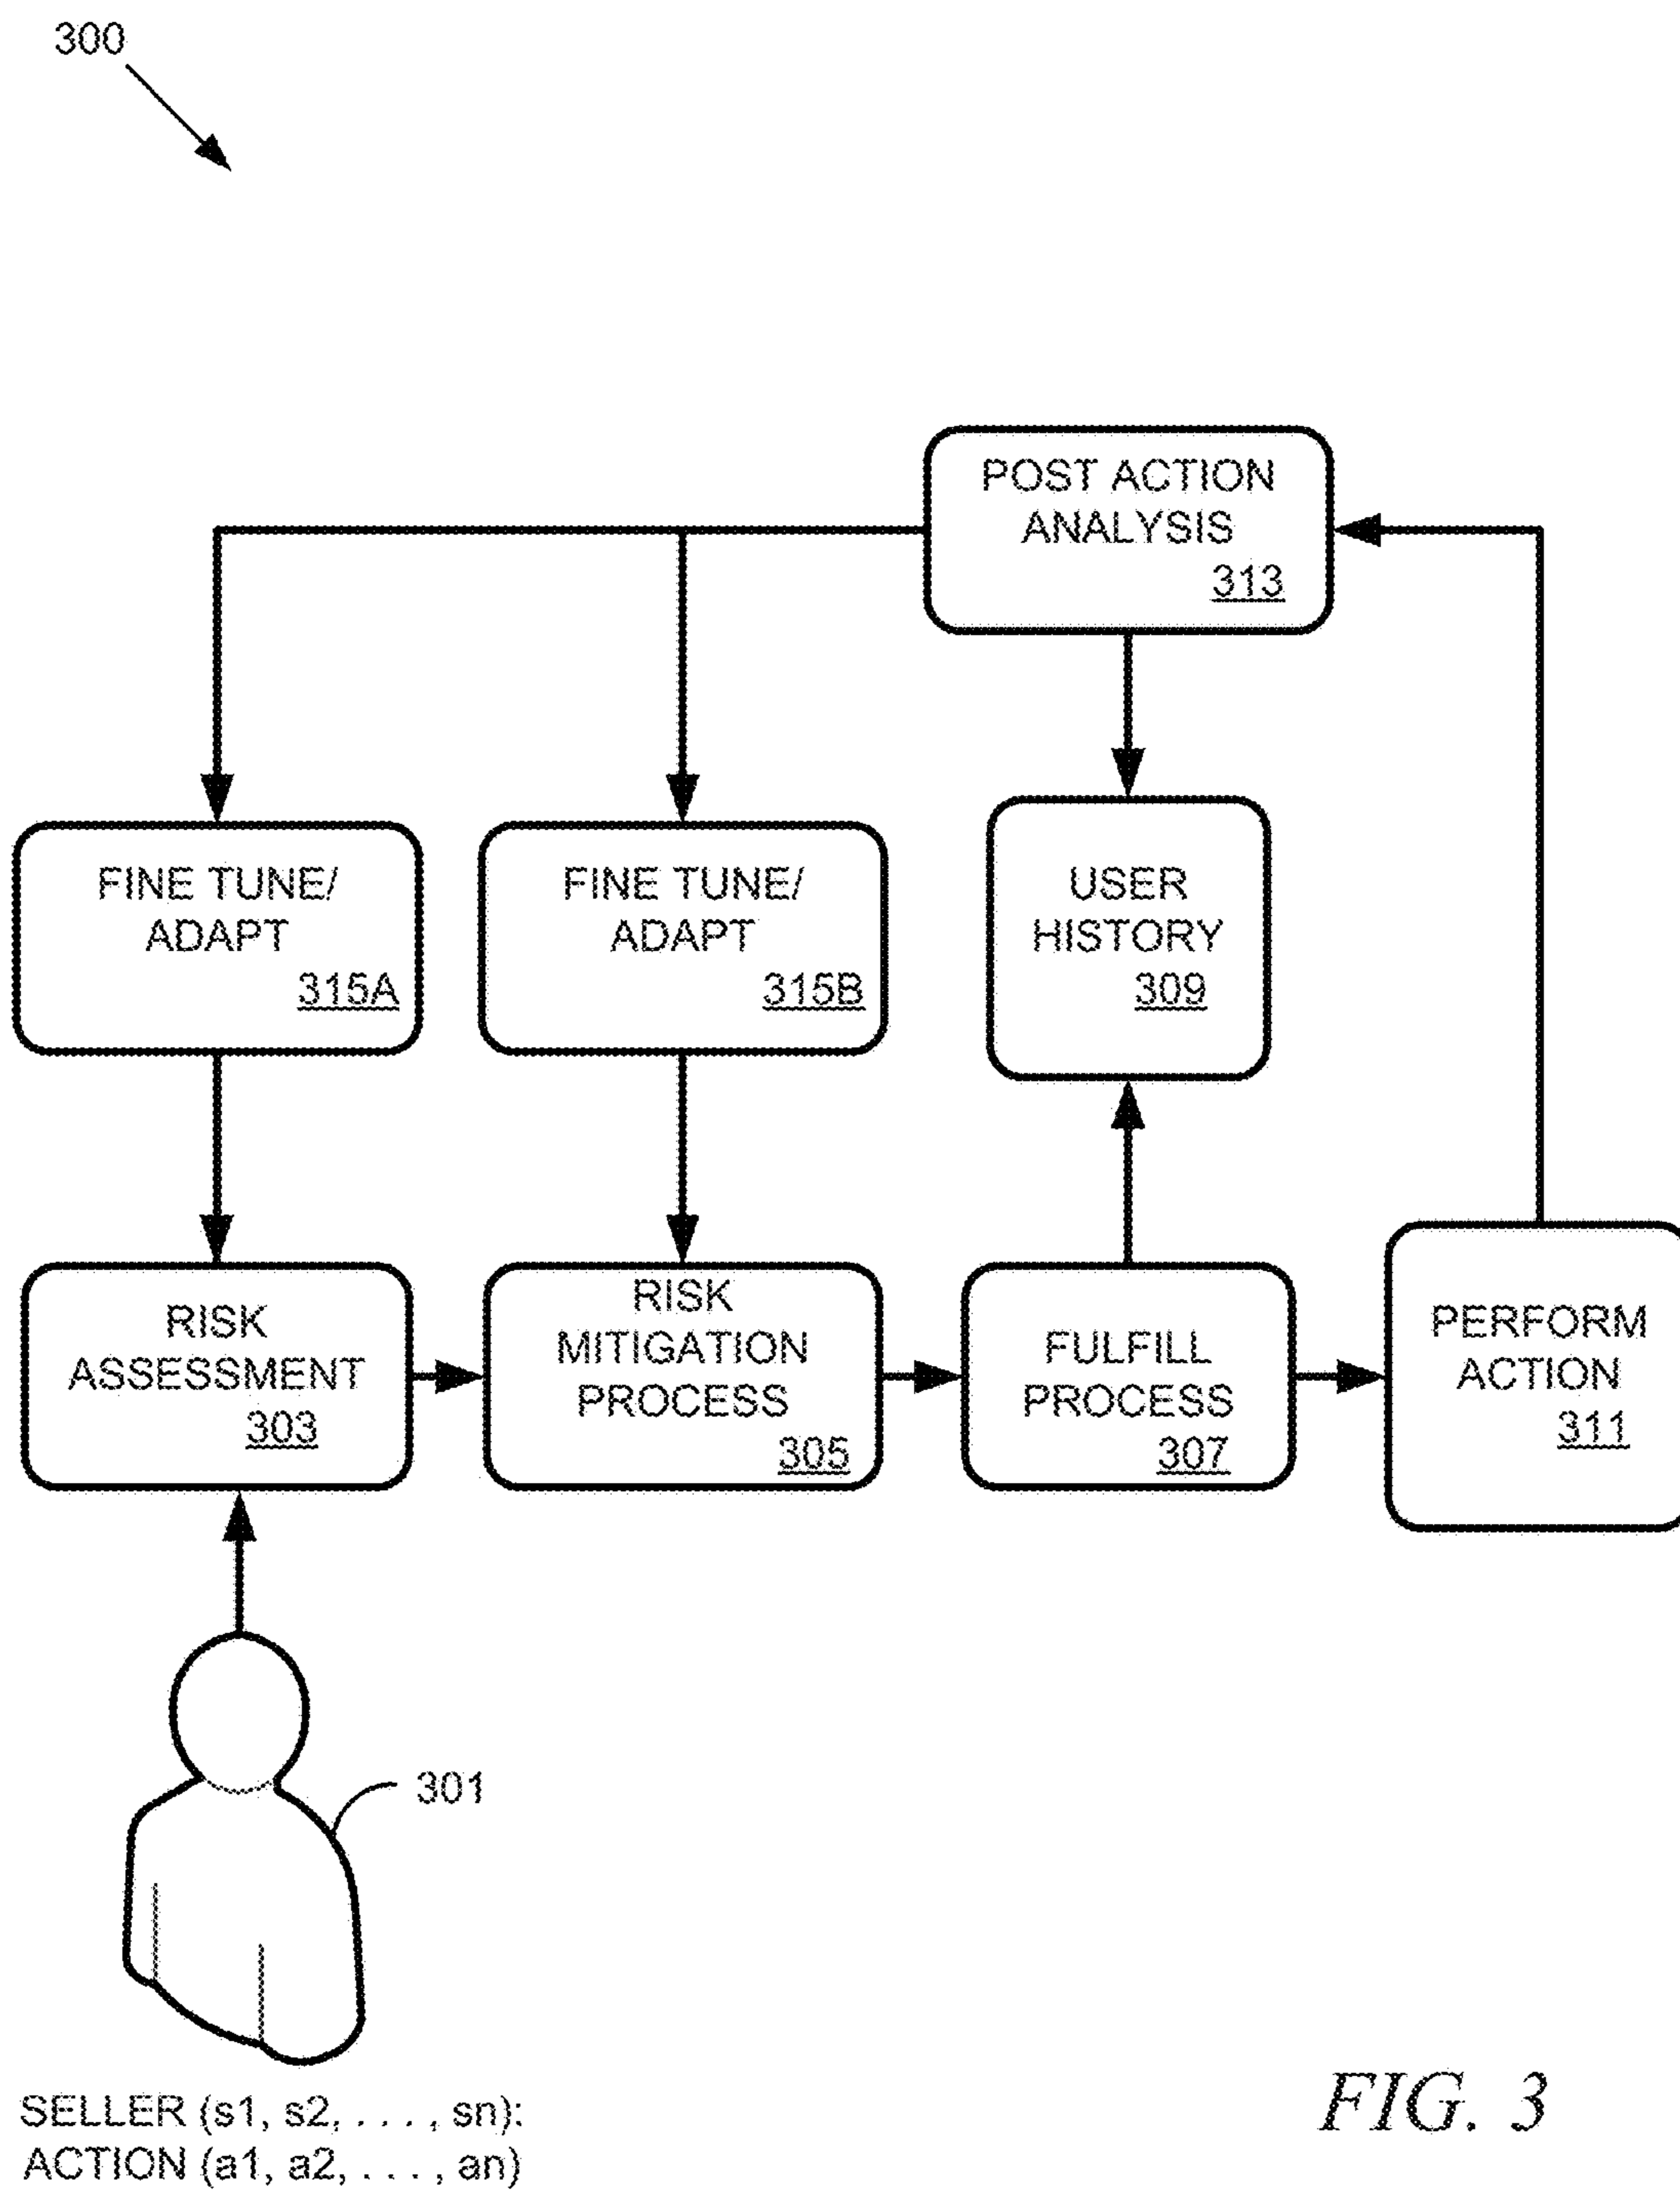 300
POST ACTION
ANALYSIS
313
FINE TUNE/
ADAPT
315A
FINE TUNE/
ADAPT
315B
USER
HISTORY
309
RISK
ASSESSMENT
303
RISK
MITIGATION
PROCESS
305
FULFILL
PROCESS
307
PERFORM
ACTION
311
301
SELLER (s1, s2, . . . . , sn):
ACTION (a1, a2, . . . . , an)
FIG. 3